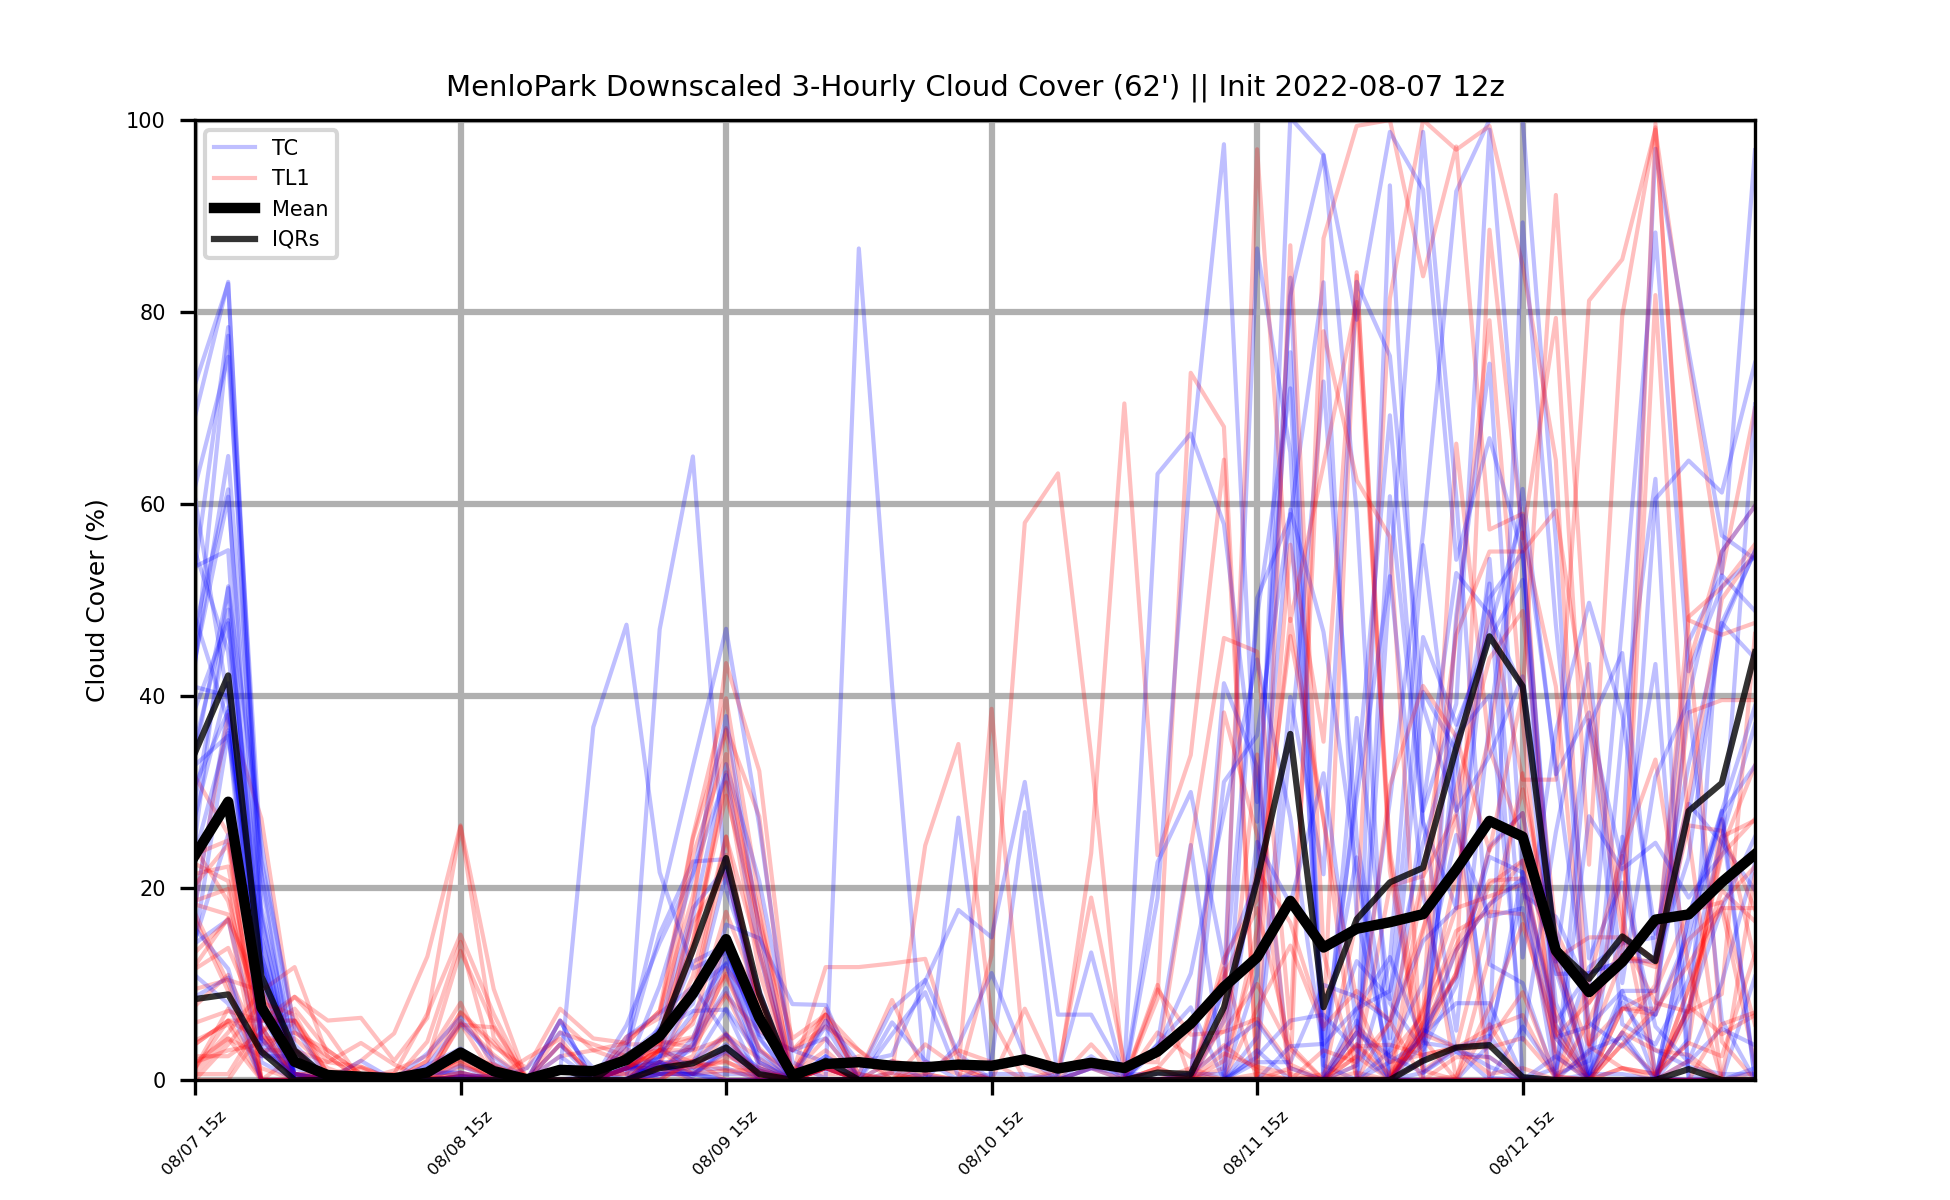 MenloPark Downscaled 3-Hourly Cloud Cover (62') || Init 2022-08-07 12z
TC
TL1
Mean
IQRs
Cloud Cover (%)
100
80
60
40
20
0
08/07 15z
08/08 15z
08/09 15z
08/10 15z
08/11 15z
08/12 15z